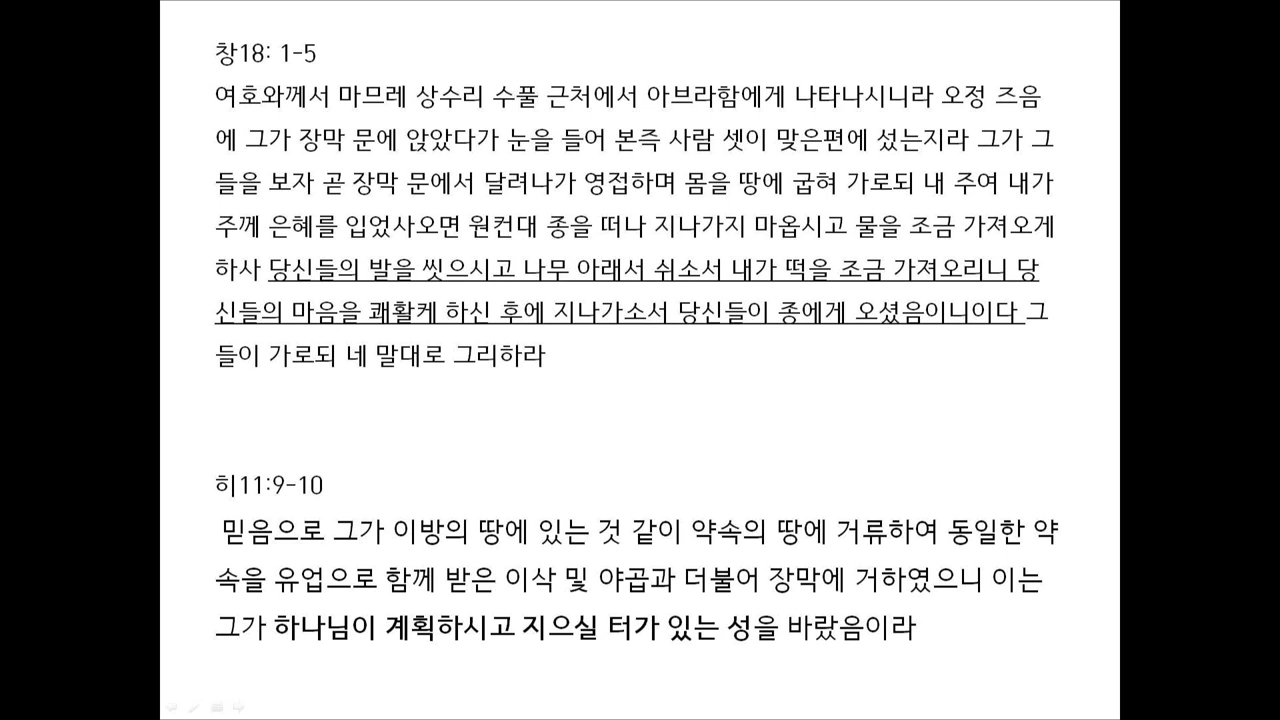 창18: 1-5
여호와께서 마므레 상수리 수풀 근처에서 아브라함에게 나타나시니라 오정 즈음
에 그가 장막 문에 앉았다가 눈을 들어 본즉 사람 셋이 맞은편에 섰는지라 그가 그
들을 보자 곧 장막 문에서 달려나가 영접하며 몸을 땅에 굽혀 가로되 내 주여 내가
주께 은혜를 입었사오면 원컨대 종을 떠나 지나가지 마옵시고 물을 조금 가져오게
하사 당신들의 발을 씻으시고 나무 아래서 쉬소서 내가 떡을 조금 가져오리니 당
신들의 마음을 쾌활케 하신 후에 지나가소서 당신들이 종에게 오셨음이니이다 그
들이 가로되 네 말대로 그리하라
히11:9-10
믿음으로 그가 이방의 땅에 있는 것 같이 약속의 땅에 거류하여 동일한 약
속을 유업으로 함께 받은 이삭 및 야곱과 더불어 장막에 거하였으니 이는
그가 하나님이 계획하시고 지으실 터가 있는 성을 바랐음이라